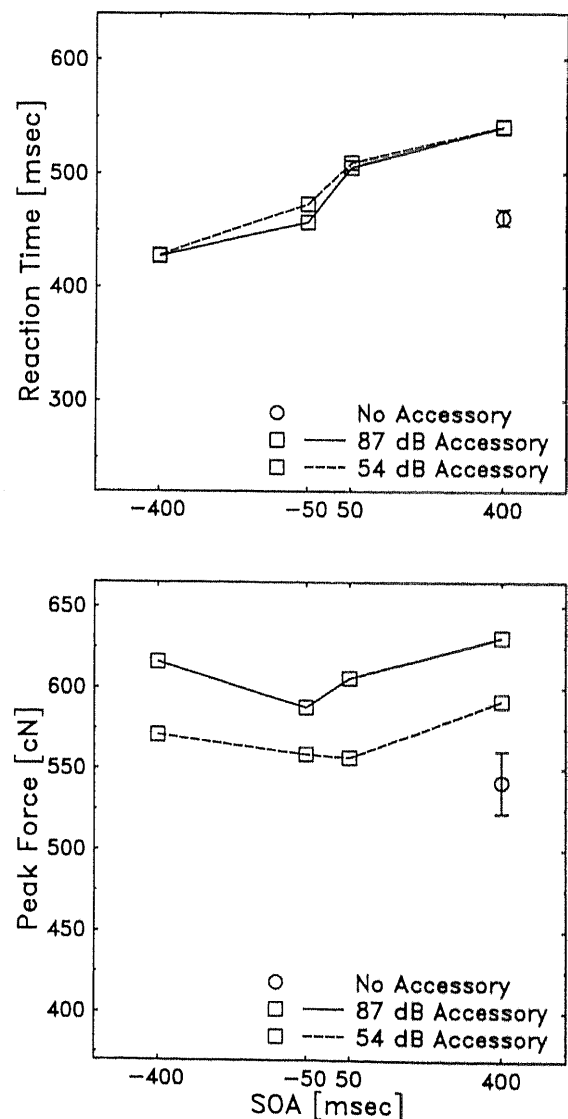 Reaction Time [msec]
600
500
400
300
No Accessory
87 dB Accessory
54 dB Accessory
-400
-50
50
400
Peak Force [cN]
650
600
550
500
450
400
No Accessory
87 dB Accessory
54 dB Accessory
-400
-50
50
400
SOA [msec]